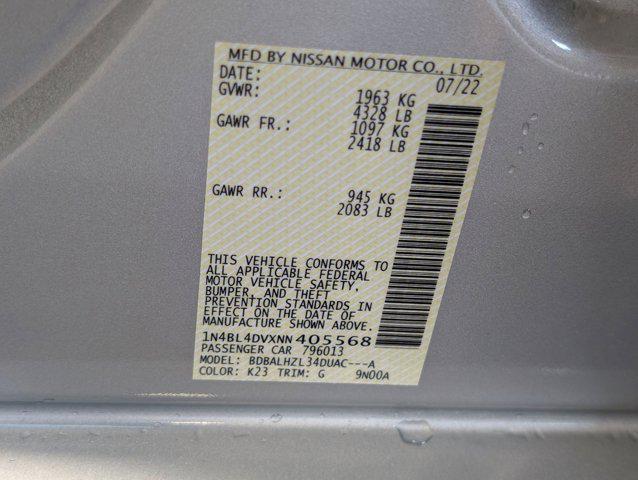 MFD BY NISSAN MOTOR CO., LTD.
DATE: 07/22
GVWR: 1963 KG
4328 LB
GAWR FR.: 1097 KG
2418 LB
GAWR RR.: 945 KG
2083 LB
THIS VEHICLE CONFORMS TO
ALL APPLICABLE FEDERAL
MOTOR VEHICLE SAFETY,
BUMPER, AND THEFT
PREVENTION STANDARDS IN
EFFECT ON THE DATE OF
MANUFACTURE SHOWN ABOVE.
1N4BL4DVXNN405568
PASSENGER CAR 796013
MODEL: BDBALHZL34DUAC---A
COLOR: K23 TRIM: G 9N00A